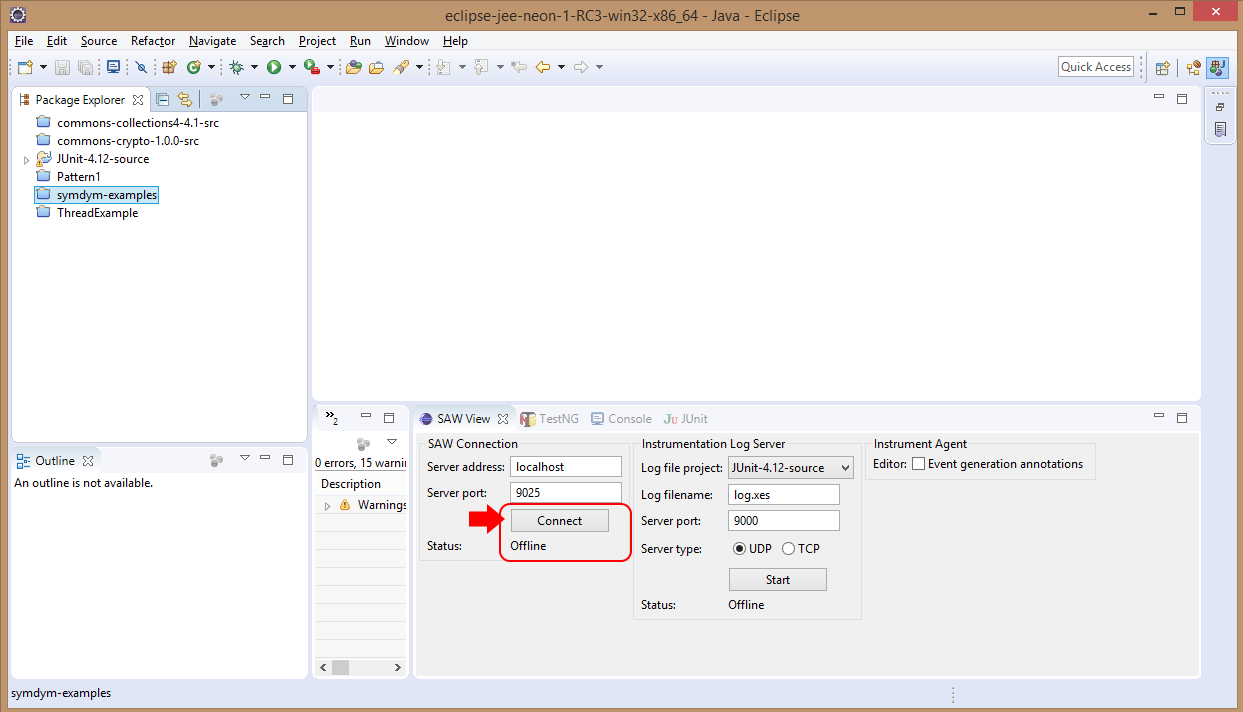 eclipse-jee-neon-1-RC3-win32-x86_64 - Java - Eclipse
File Edit Source Refactor Navigate Search Project Run Window Help
Quick Access
Package Explorer
commons-collections4-4.1-src
commons-crypto-1.0.0-src
JUnit-4.12-source
Pattern1
symdym-examples
ThreadExample
Outline
An outline is not available.
2
0 errors, 15 warnin
Description
Warnings
SAW View TestNG Console JUnit
SAW Connection
Server address: localhost
Server port: 9025
Connect
Status: Offline
Instrumentation Log Server
Log file project: JUnit-4.12-source
Log filename: log.xes
Server port: 9000
Server type: UDP TCP
Start
Status: Offline
Instrument Agent
Editor: Event generation annotations
symdym-examples